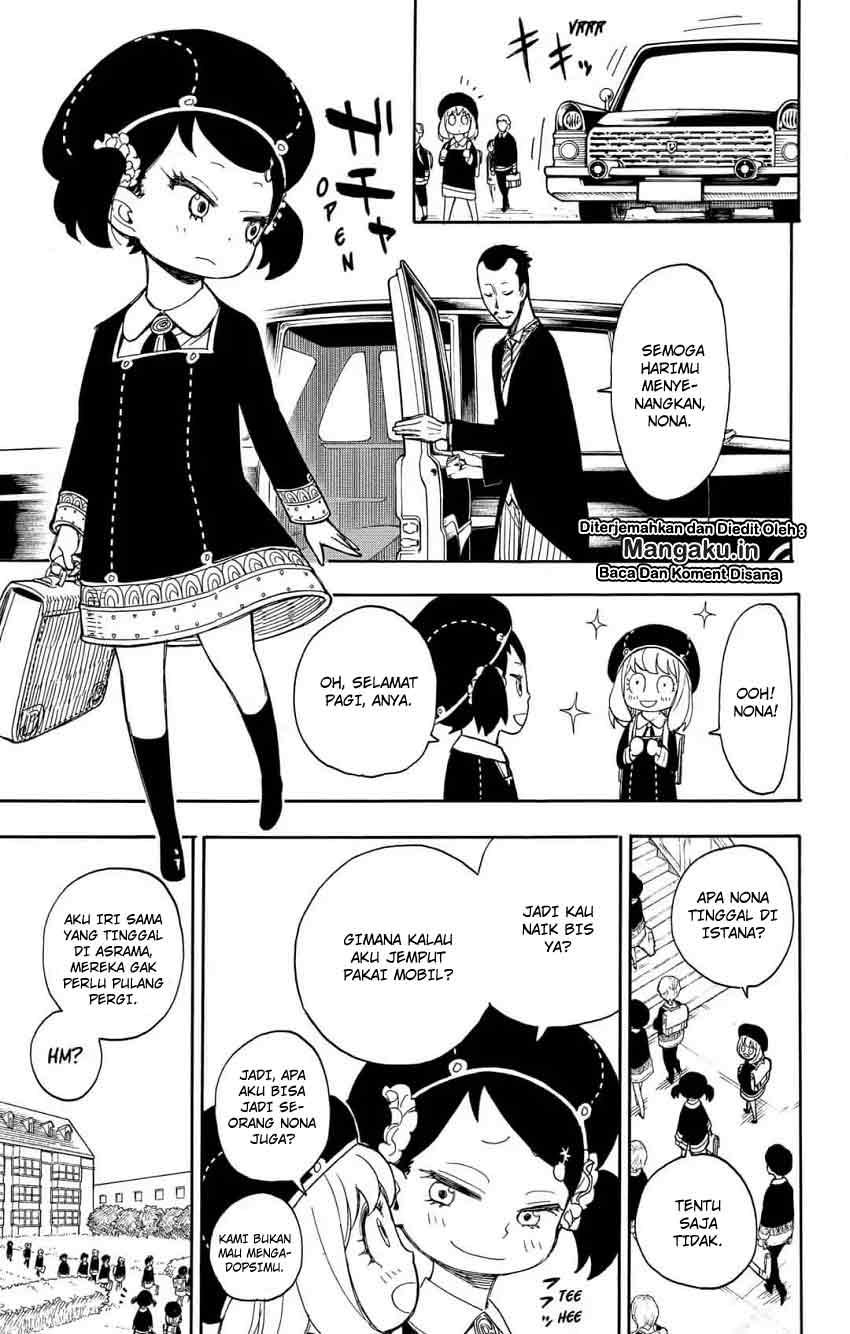 VRRR
キキッ
ガチャ
OPEN
SEMOGA
HARIMU
MENYE-
NANGKAN,
NONA.
Diterjemahkan dan Diedit Oleh :
Mangaku.in
Baca Dan Koment Disana
OOH!
NONA!
OH, SELAMAT
PAGI, ANYA.
APA NONA
TINGGAL DI
ISTANA?
TENTU
SAJA
TIDAK.
JADI KAU
NAIK BIS
YA?
GIMANA KALAU
AKU JEMPUT
PAKAI MOBIL?
JADI, APA
AKU BISA
JADI SE-
ORANG NONA
JUGA?
KAMI BUKAN
MAU MENGA-
DOPSIMU.
TEE
HEE
AKU IRI SAMA
YANG TINGGAL
DI ASRAMA,
MEREKA GAK
PERLU PULANG
PERGI.
HM?